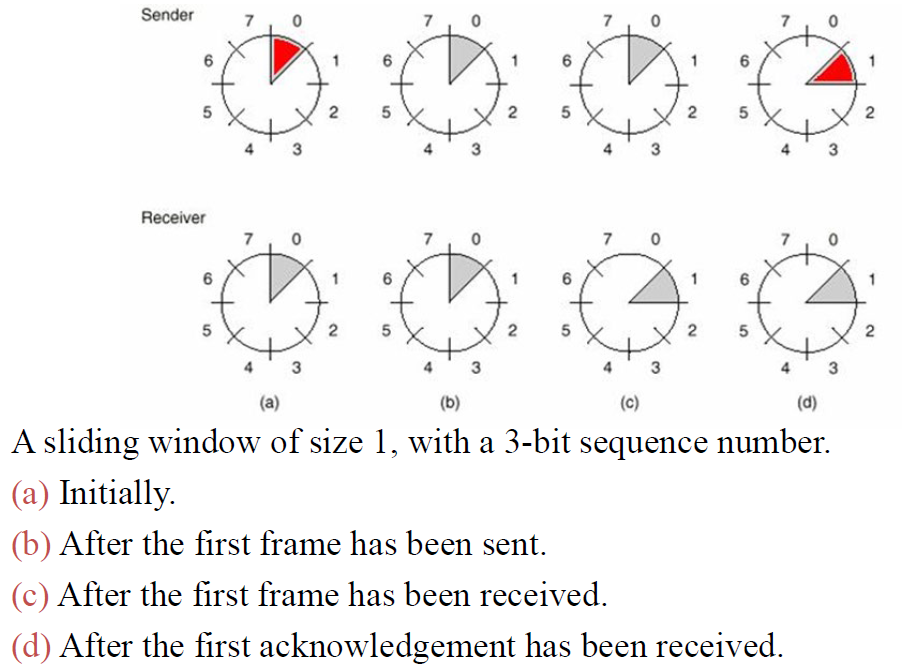 Sender
7 0 7 0 7 0 7 0
6 1 6 1 6 1 6 1
5 2 5 2 5 2 5 2
4 3 4 3 4 3 4 3
Receiver
7 0 7 0 7 0 7 0
6 1 6 1 6 1 6 1
5 2 5 2 5 2 5 2
4 3 4 3 4 3 4 3
(a) (b) (c) (d)
A sliding window of size 1, with a 3-bit sequence number.
(a) Initially.
(b) After the first frame has been sent.
(c) After the first frame has been received.
(d) After the first acknowledgement has been received.